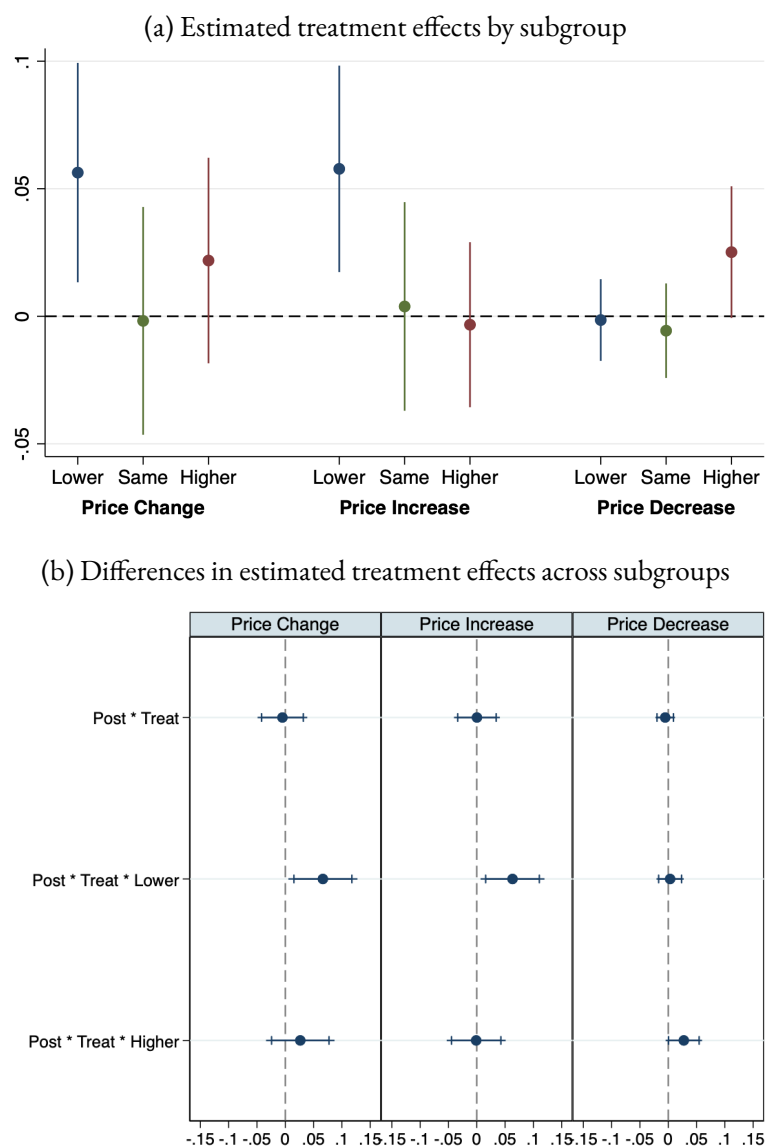 (a) Estimated treatment effects by subgroup
.1
.05
0
-.05
Lower Same Higher Lower Same Higher Lower Same Higher
Price Change Price Increase Price Decrease
(b) Differences in estimated treatment effects across subgroups
Price Change Price Increase Price Decrease
Post * Treat
Post * Treat * Lower
Post * Treat * Higher
-.15 -.1 -.05 0 .05 .1 .15 -.15 -.1 -.05 0 .05 .1 .15 -.15 -.1 -.05 0 .05 .1 .15